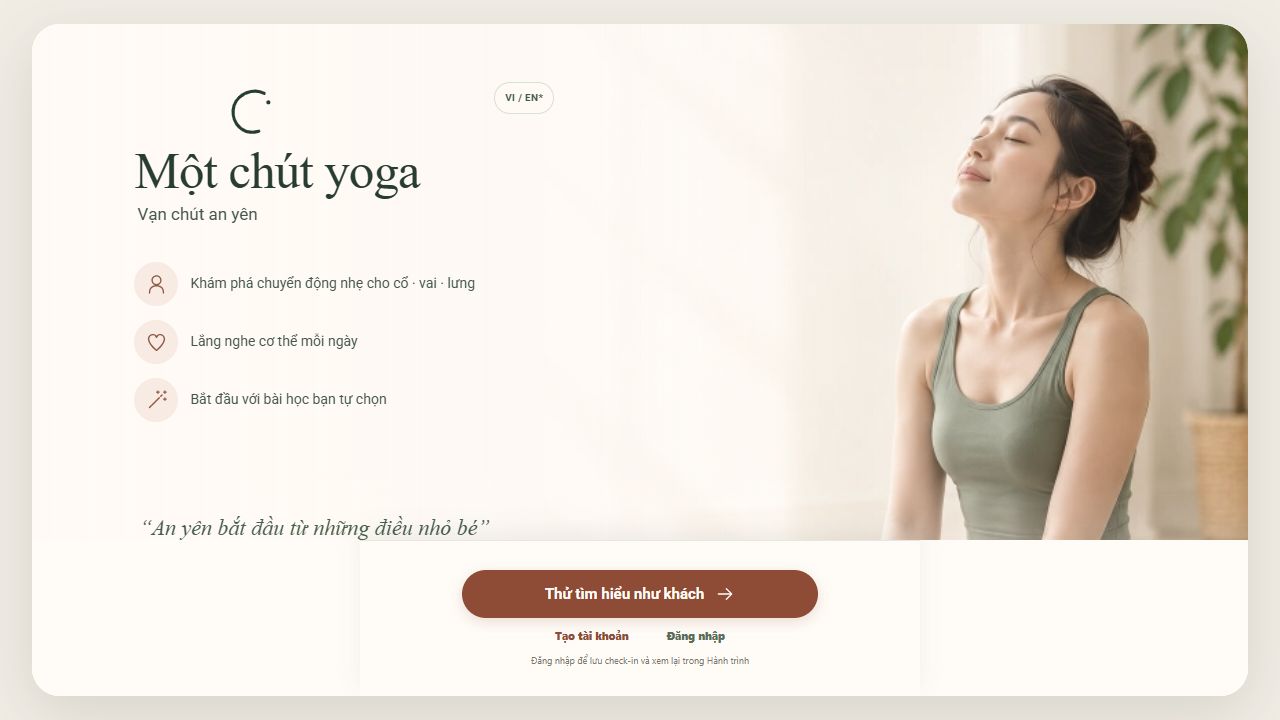 VI / EN*
Một chút yoga
Vạn chút an yên
Khám phá chuyển động nhẹ cho cổ · vai · lưng
Lắng nghe cơ thể mỗi ngày
Bắt đầu với bài học bạn tự chọn
“An yên bắt đầu từ những điều nhỏ bé”
Thử tìm hiểu như khách
Tạo tài khoản Đăng nhập
Đăng nhập để lưu check-in và xem lại trong Hành trình